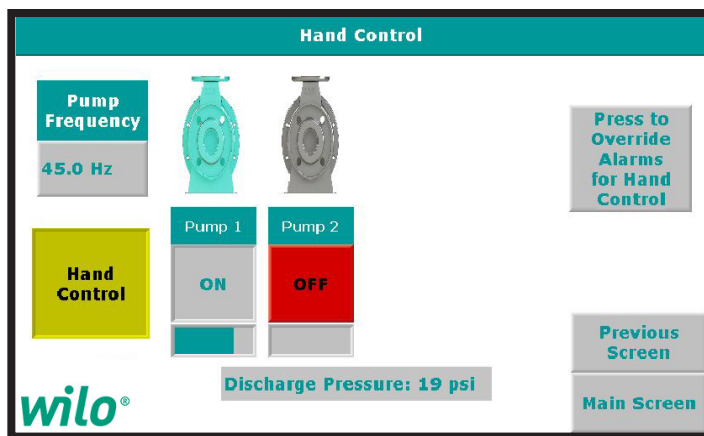 Hand Control
Pump
Frequency
45.0 Hz
Pump 1
Pump 2
ON
OFF
Hand
Control
Press to
Override
Alarms
for Hand
Control
Discharge Pressure: 19 psi
Previous
Screen
Main Screen
wilo®